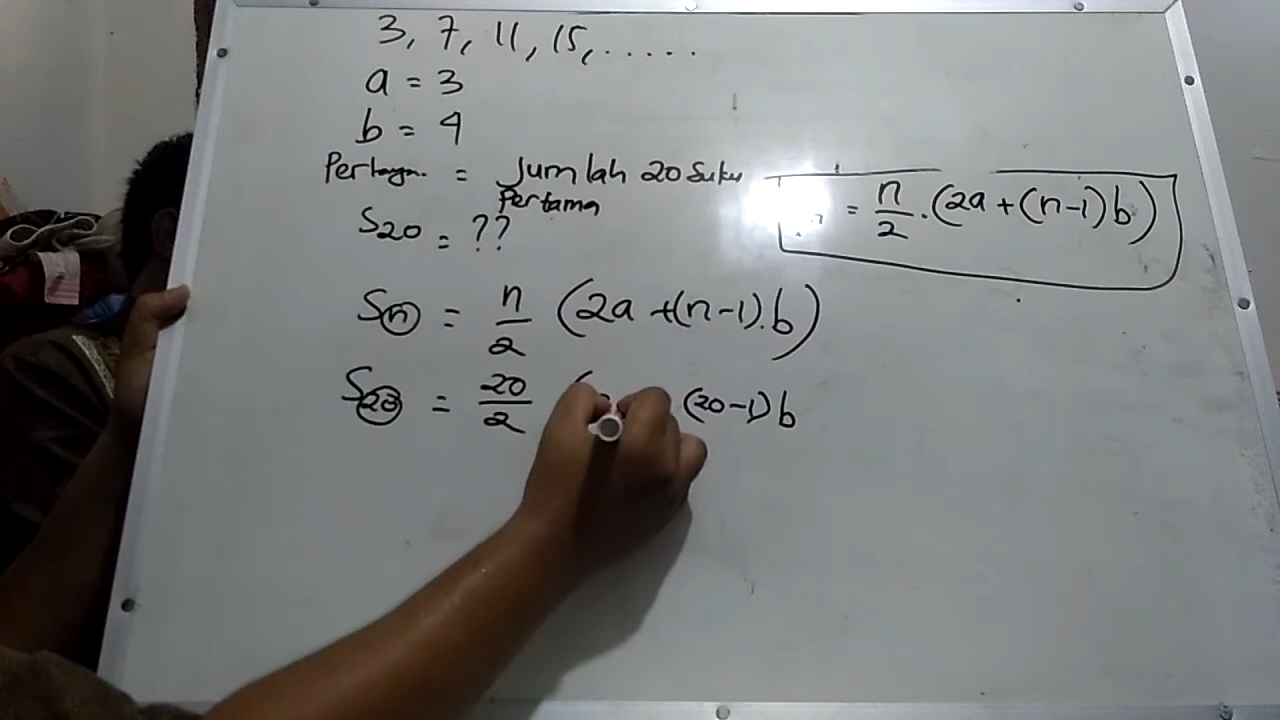 3, 7, 11, 15, .....
a = 3
b = 4
= Jumlah 20 Suku
Pertama
S20 = ??
= n/2 . (2a + (n-1) b)
Sn = n/2 (2a + (n-1) . b)
S20 = 20/2 ( (20-1) b